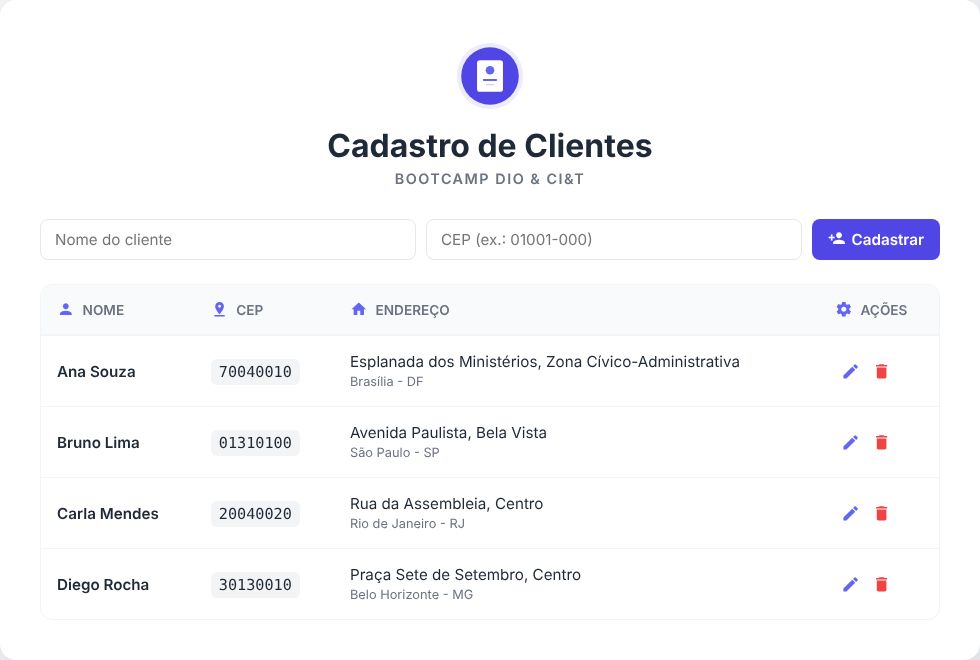 Cadastro de Clientes
BOOTCAMP DIO & CI&T
Nome do cliente
CEP (ex.: 01001-000)
Cadastrar
NOME CEP ENDEREÇO AÇÕES
Ana Souza 70040010 Esplanada dos Ministérios, Zona Cívico-Administrativa
Brasília - DF
Bruno Lima 01310100 Avenida Paulista, Bela Vista
São Paulo - SP
Carla Mendes 20040020 Rua da Assembleia, Centro
Rio de Janeiro - RJ
Diego Rocha 30130010 Praça Sete de Setembro, Centro
Belo Horizonte - MG